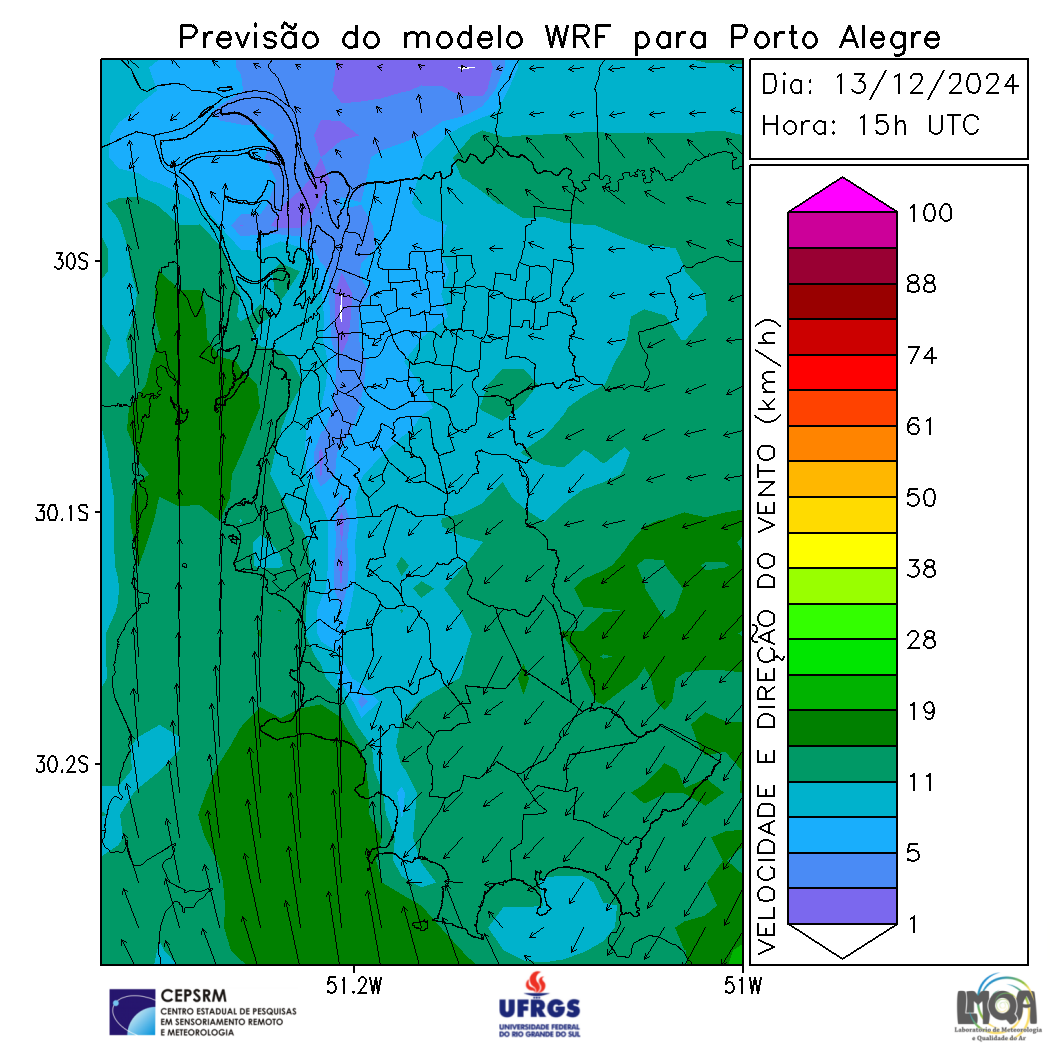 Previsão do modelo WRF para Porto Alegre
Dia: 13/12/2024
Hora: 15h UTC
30S
30.1S
30.2S
51.2W
51W
VELOCIDADE E DIREÇÃO DO VENTO (km/h)
100
88
74
61
50
38
28
19
11
5
1
CEPSRM
CENTRO ESTADUAL DE PESQUISAS
EM SENSORIAMENTO REMOTO
E METEOROLOGIA
UFRGS
UNIVERSIDADE FEDERAL
DO RIO GRANDE DO SUL
LMQA
Laboratório de Meteorologia
e Qualidade do Ar